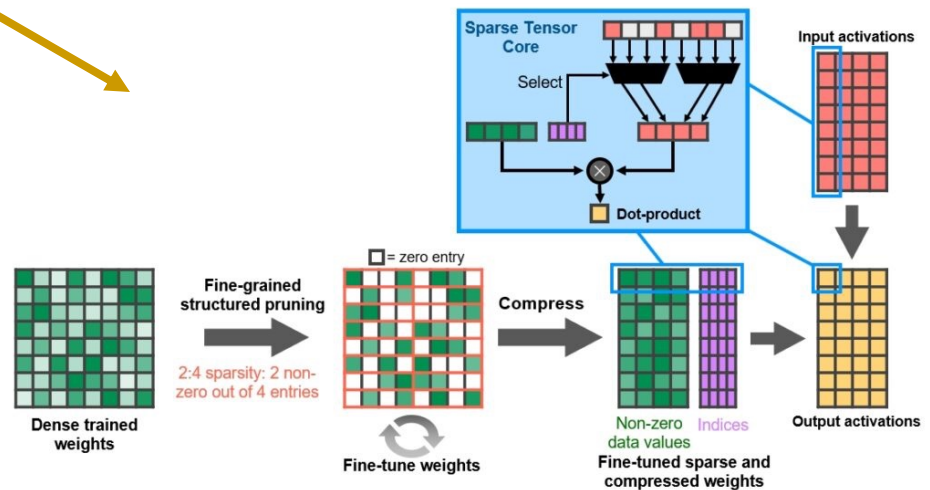 Sparse Tensor
Core
Input activations
Select
Dot-product
= zero entry
Fine-grained
structured pruning
Compress
2:4 sparsity: 2 non-
zero out of 4 entries
Dense trained
weights
Fine-tune weights
Non-zero
data values
Indices
Fine-tuned sparse and
compressed weights
Output activations